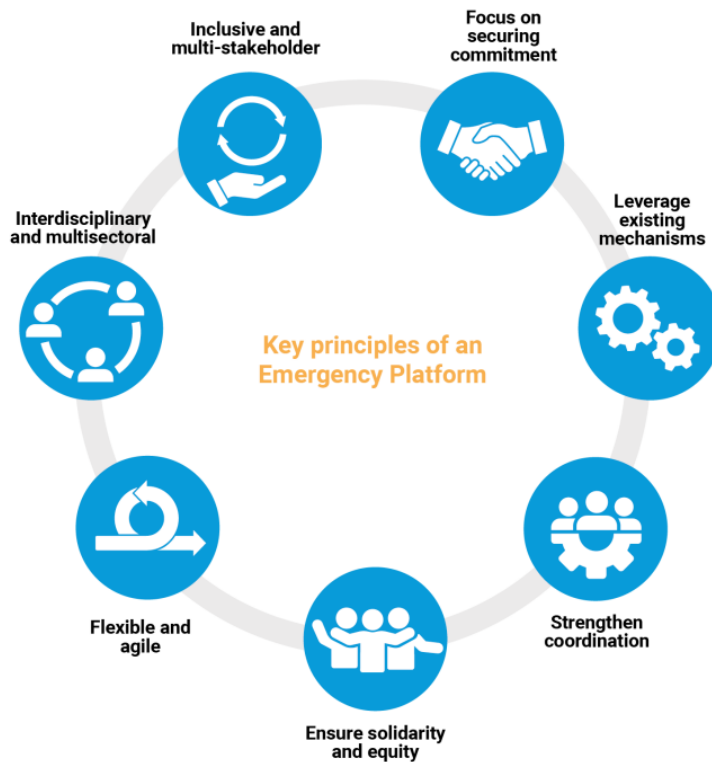 Inclusive and
multi-stakeholder
Focus on
securing
commitment
Interdisciplinary
and multisectoral
Leverage
existing
mechanisms
Key principles of an
Emergency Platform
Flexible and
agile
Strengthen
coordination
Ensure solidarity
and equity